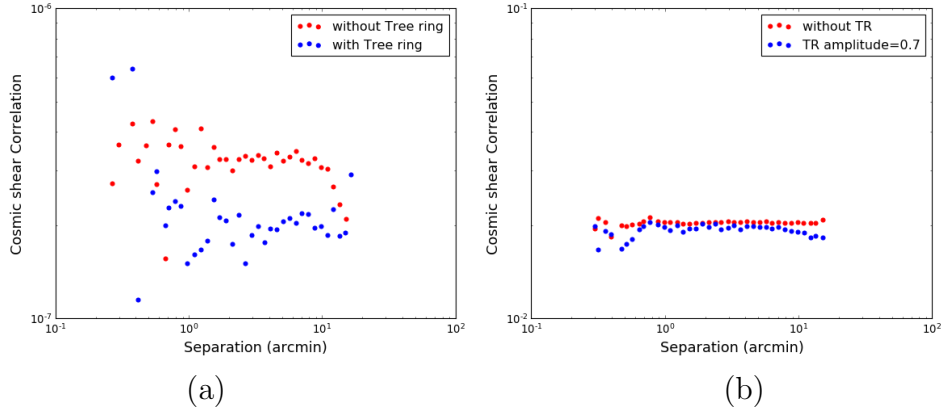 10^-6
without Tree ring
with Tree ring
Cosmic shear Correlation
10^-7
10^-1
10^0
10^1
10^2
Separation (arcmin)
(a)
10^-1
without TR
TR amplitude=0.7
Cosmic shear Correlation
10^-2
10^-1
10^0
10^1
10^2
Separation (arcmin)
(b)